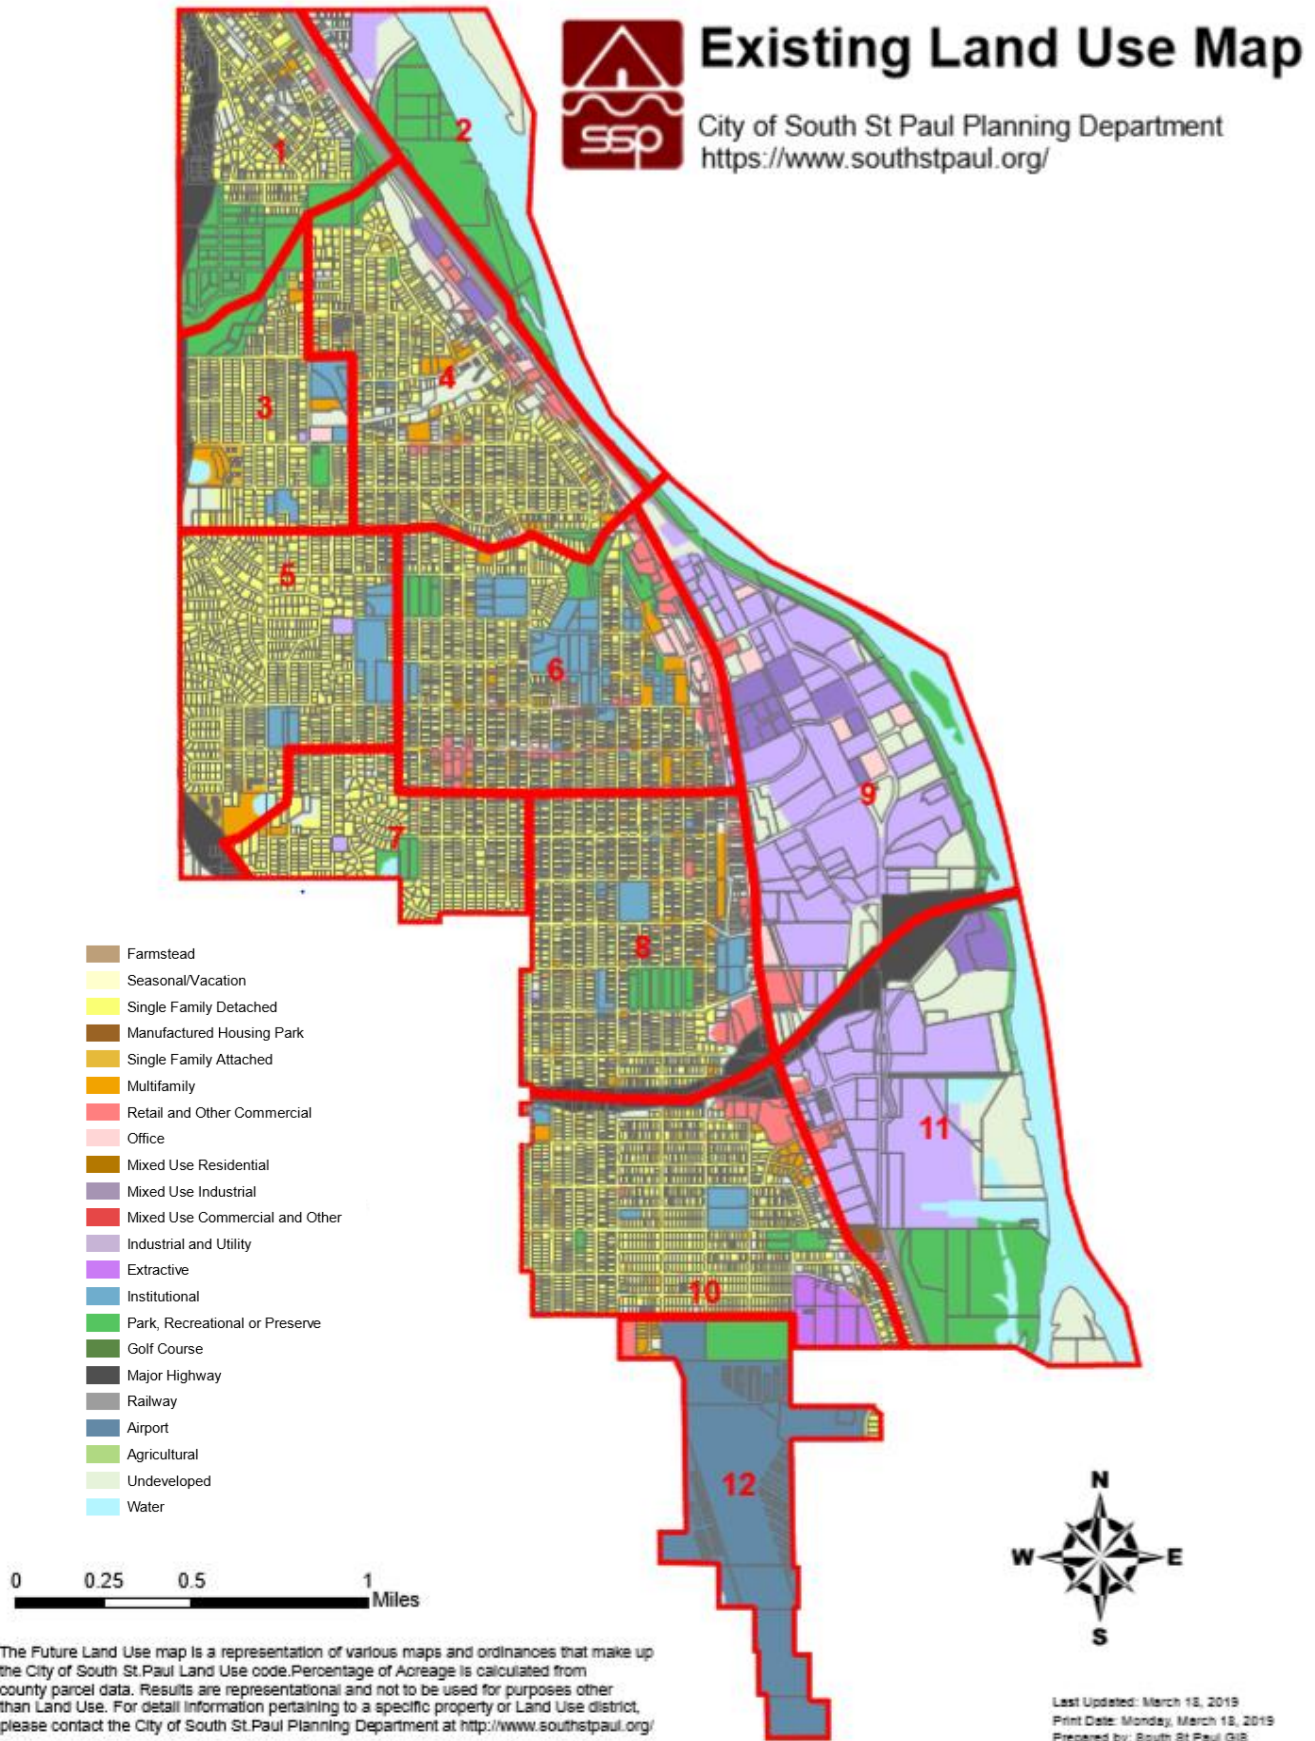 Existing Land Use Map
ssp
City of South St Paul Planning Department
https://www.southstpaul.org/
1
2
3
4
5
6
7
8
9
10
11
12
Farmstead
Seasonal/Vacation
Single Family Detached
Manufactured Housing Park
Single Family Attached
Multifamily
Retail and Other Commercial
Office
Mixed Use Residential
Mixed Use Industrial
Mixed Use Commercial and Other
Industrial and Utility
Extractive
Institutional
Park, Recreational or Preserve
Golf Course
Major Highway
Railway
Airport
Agricultural
Undeveloped
Water
N
W E
S
0 0.25 0.5 1
Miles
The Future Land Use map is a representation of various maps and ordinances that make up
the City of South St.Paul Land Use code.Percentage of Acreage is calculated from
county parcel data. Results are representational and not to be used for purposes other
than Land Use. For detail information pertaining to a specific property or Land Use district,
please contact the City of South St.Paul Planning Department at http://www.southstpaul.org/
Last Updated: March 18, 2019
Print Date: Monday, March 18, 2019
Prepared by: South St Paul GIS